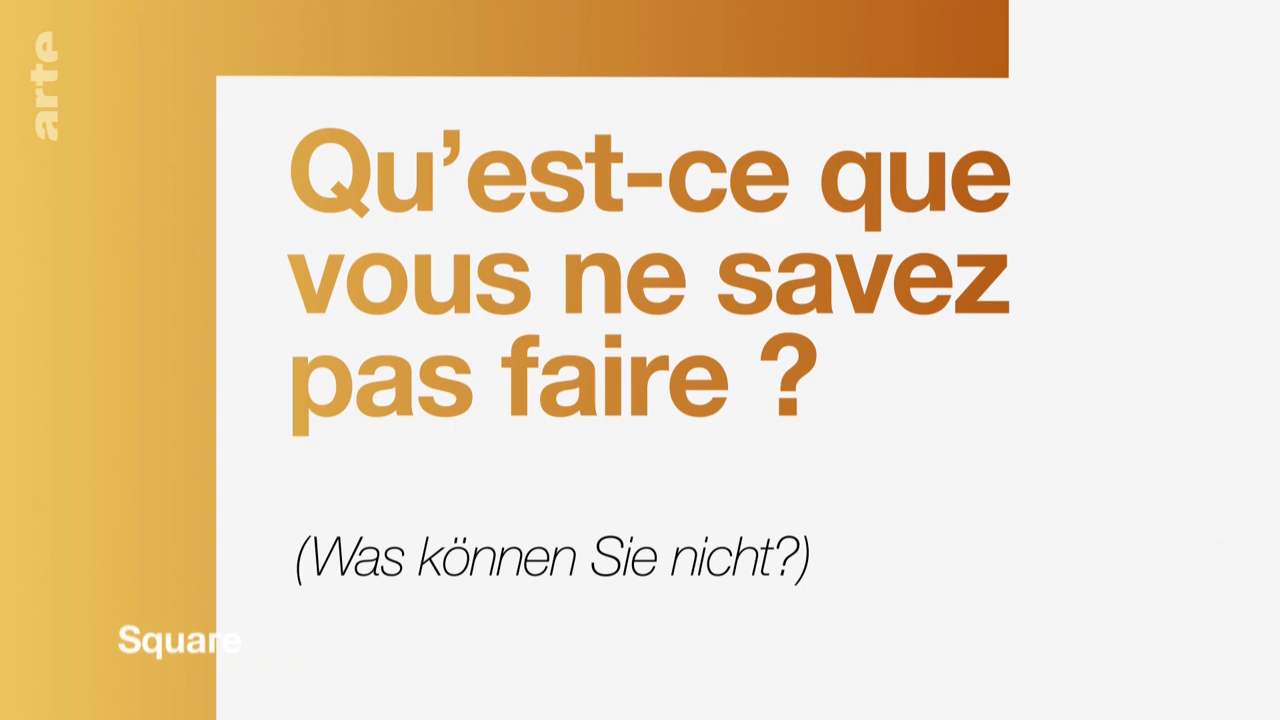 arte
Qu’est-ce que
vous ne savez
pas faire ?
(Was können Sie nicht?)
Square